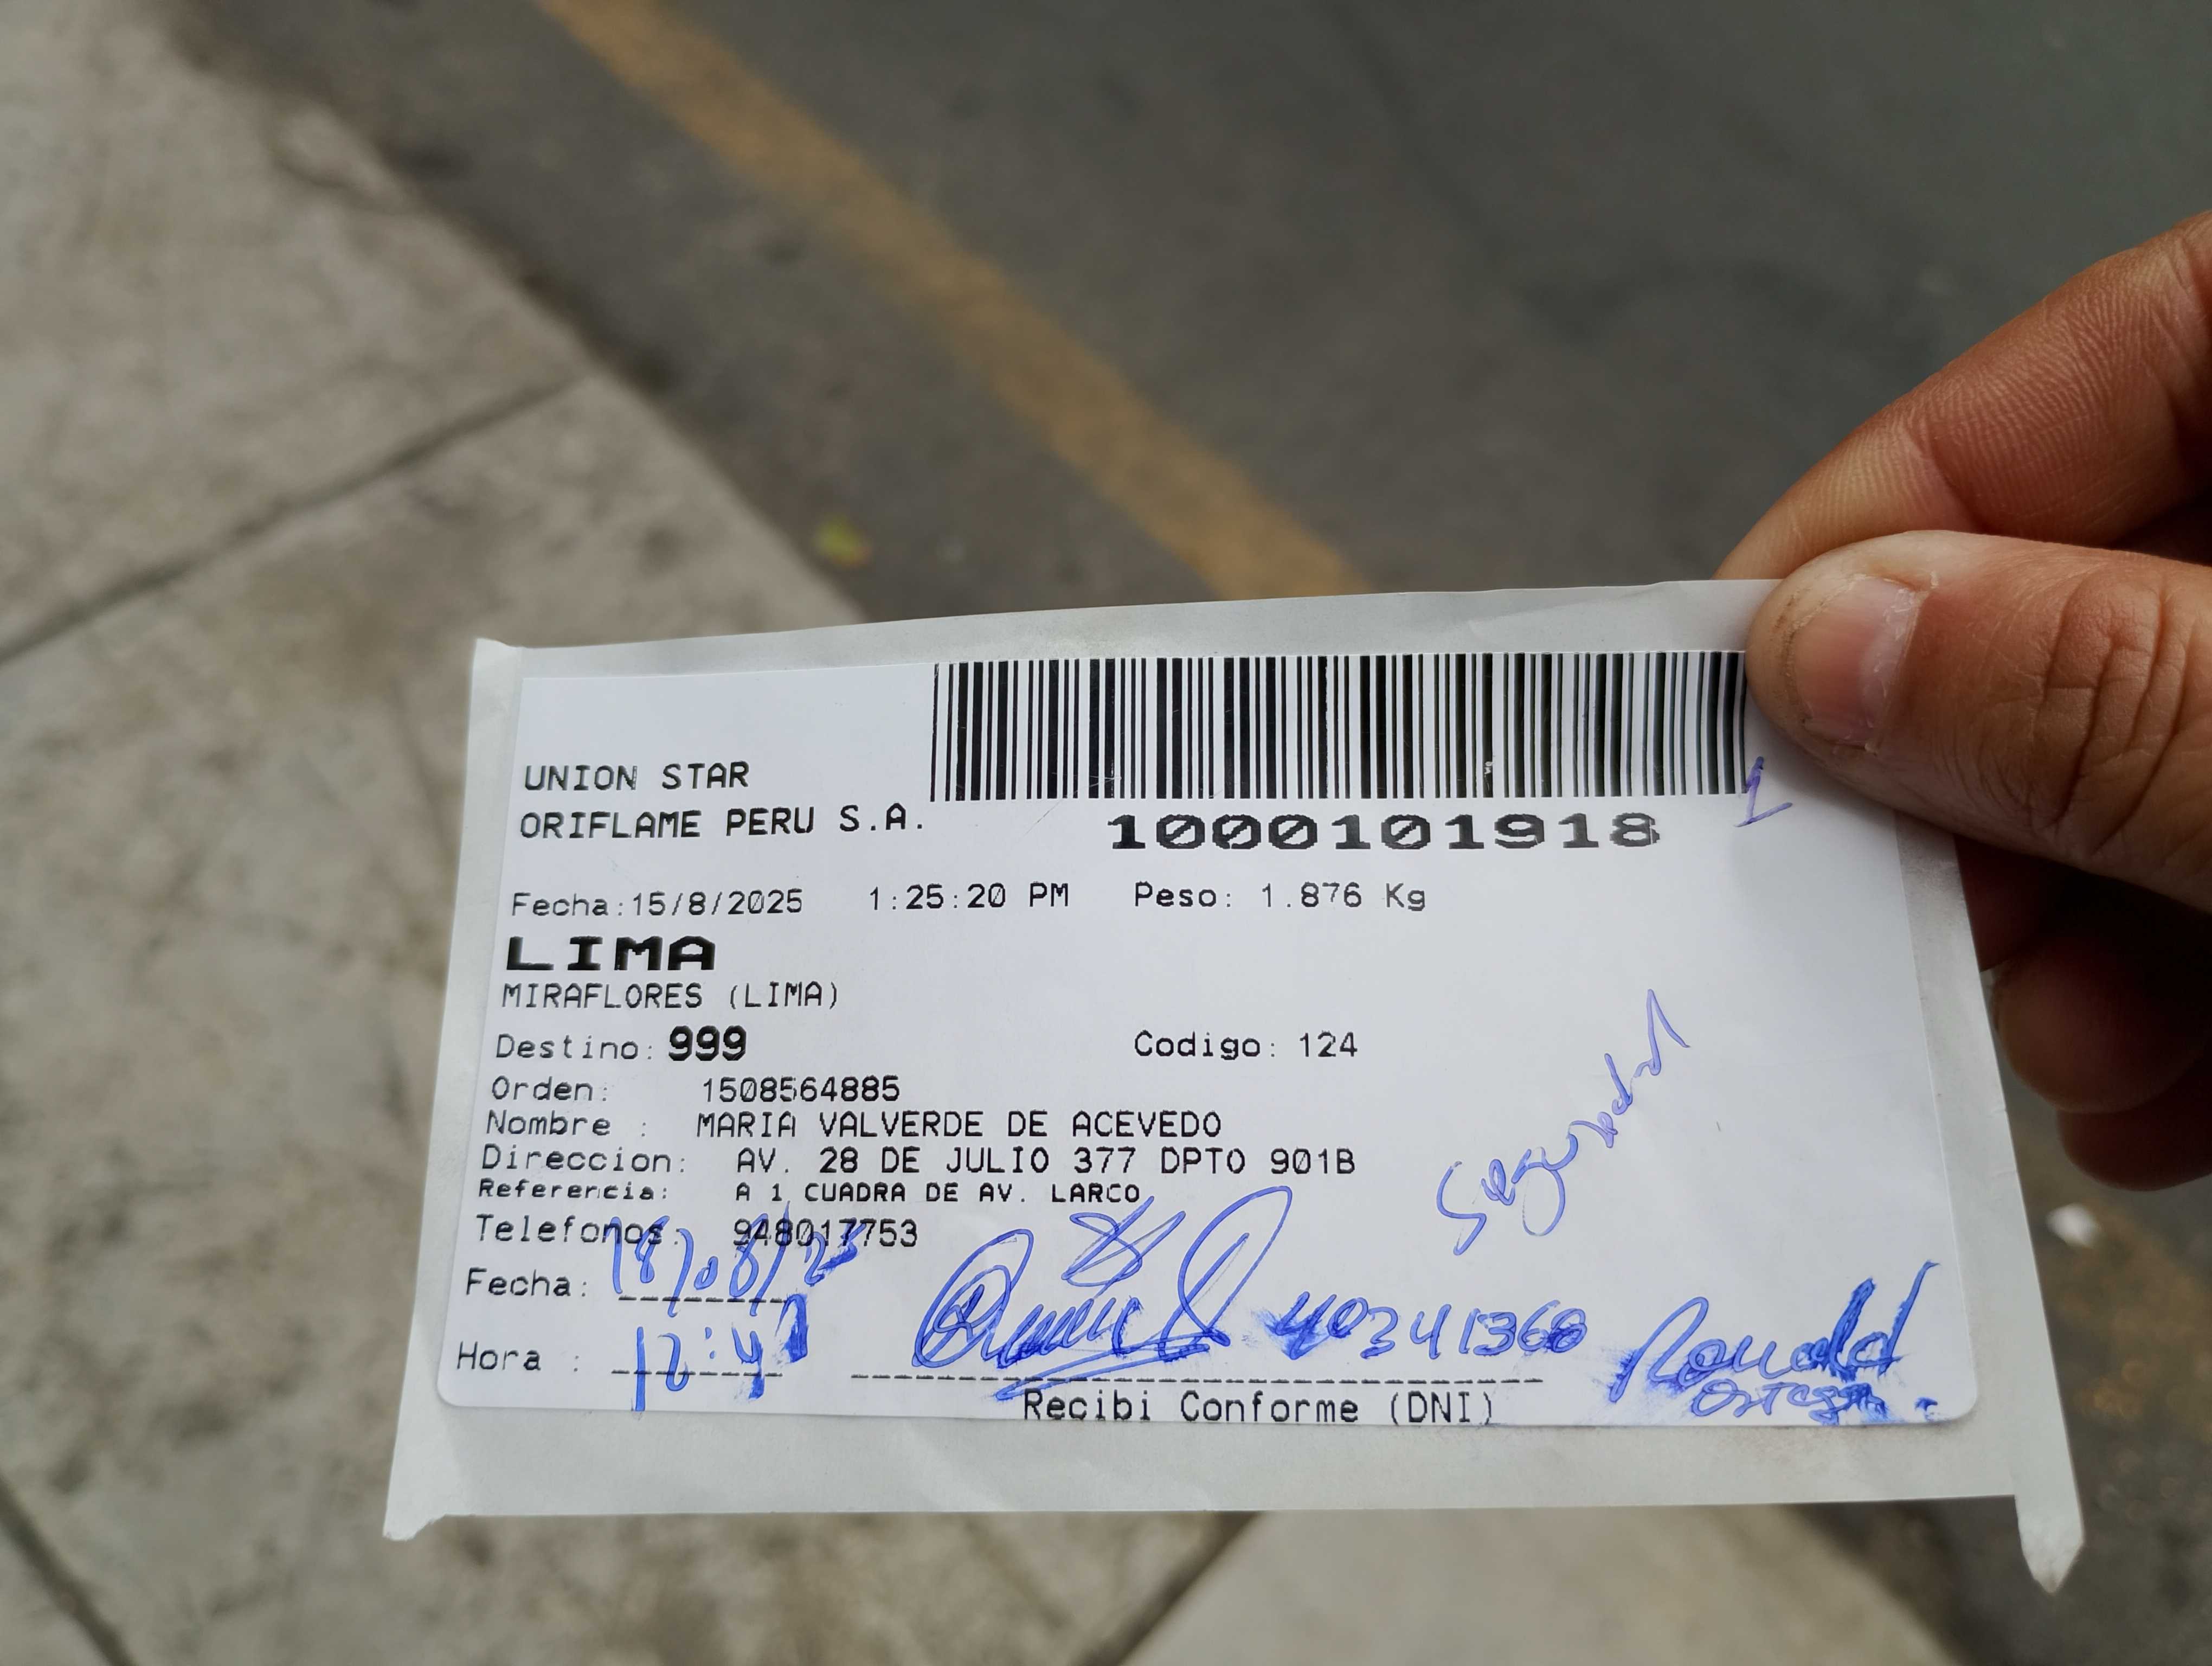 UNION STAR
ORIFLAME PERU S.A.
1000101918
1
Fecha:15/8/2025 1:25:20 PM Peso: 1.876 Kg
LIMA
MIRAFLORES (LIMA)
Destino: 999 Codigo: 124
Orden: 1508564885
Nombre : MARIA VALVERDE DE ACEVEDO
Direccion: AV. 28 DE JULIO 377 DPTO 901B
Referencia: A 1 CUADRA DE AV. LARCO
Telefonos: 948017753
Seguridad
Fecha: 18/08/25
Hora : 12:41
40341368
Ronald
Ortega
Recibi Conforme (DNI)